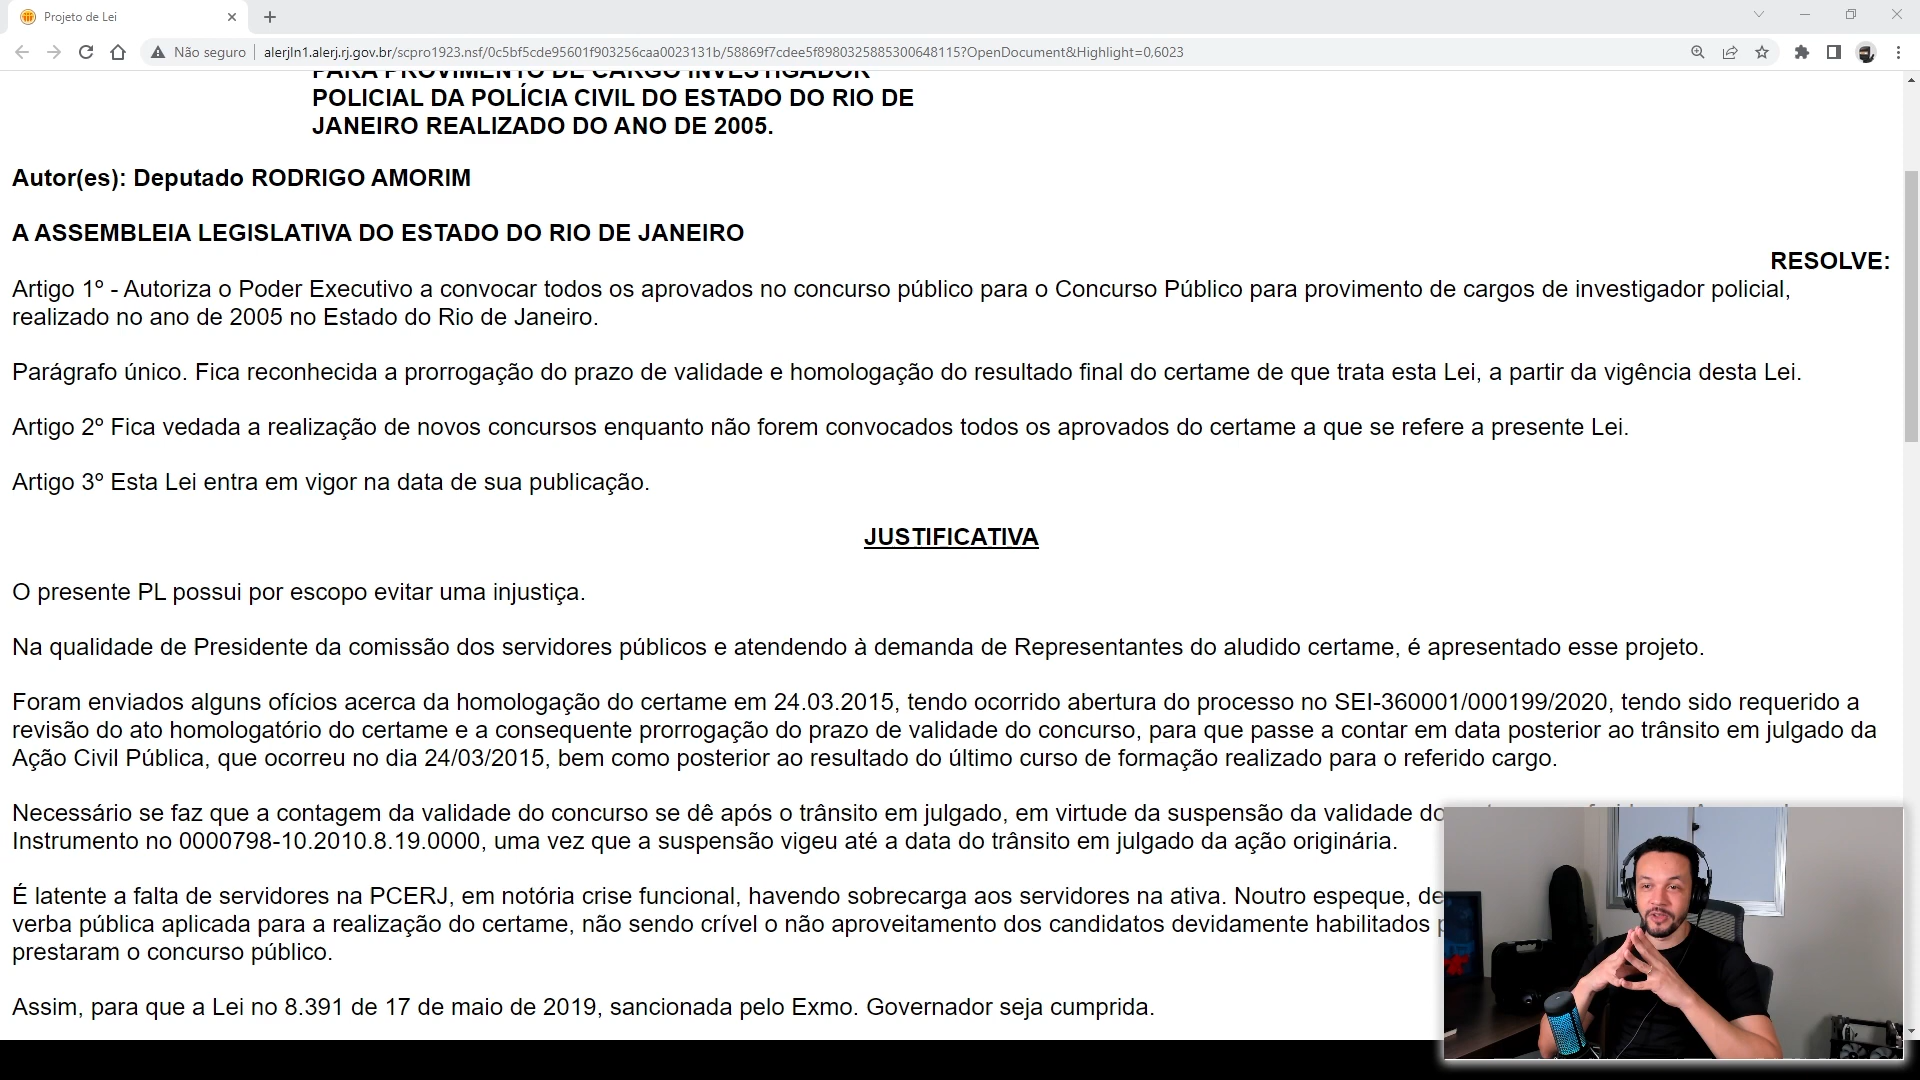 Projeto de Lei
Não seguro
alerjln1.alerj.rj.gov.br/scpro1923.nsf/0c5bf5cde95601f903256caa0023131b/58869f7cdee5f8980325885300648115?OpenDocument&Highlight=0,6023
PARA PROVIMENTO DE CARGO INVESTIGADOR
POLICIAL DA POLÍCIA CIVIL DO ESTADO DO RIO DE
JANEIRO REALIZADO DO ANO DE 2005.
Autor(es): Deputado RODRIGO AMORIM
A ASSEMBLEIA LEGISLATIVA DO ESTADO DO RIO DE JANEIRO
RESOLVE:
Artigo 1º - Autoriza o Poder Executivo a convocar todos os aprovados no concurso público para o Concurso Público para provimento de cargos de investigador policial,
realizado no ano de 2005 no Estado do Rio de Janeiro.
Parágrafo único. Fica reconhecida a prorrogação do prazo de validade e homologação do resultado final do certame de que trata esta Lei, a partir da vigência desta Lei.
Artigo 2º Fica vedada a realização de novos concursos enquanto não forem convocados todos os aprovados do certame a que se refere a presente Lei.
Artigo 3º Esta Lei entra em vigor na data de sua publicação.
JUSTIFICATIVA
O presente PL possui por escopo evitar uma injustiça.
Na qualidade de Presidente da comissão dos servidores públicos e atendendo à demanda de Representantes do aludido certame, é apresentado esse projeto.
Foram enviados alguns ofícios acerca da homologação do certame em 24.03.2015, tendo ocorrido abertura do processo no SEI-360001/000199/2020, tendo sido requerido a
revisão do ato homologatório do certame e a consequente prorrogação do prazo de validade do concurso, para que passe a contar em data posterior ao trânsito em julgado da
Ação Civil Pública, que ocorreu no dia 24/03/2015, bem como posterior ao resultado do último curso de formação realizado para o referido cargo.
Necessário se faz que a contagem da validade do concurso se dê após o trânsito em julgado, em virtude da suspensão da validade do
Instrumento no 0000798-10.2010.8.19.0000, uma vez que a suspensão vigeu até a data do trânsito em julgado da ação originária.
É latente a falta de servidores na PCERJ, em notória crise funcional, havendo sobrecarga aos servidores na ativa. Noutro espeque, de
verba pública aplicada para a realização do certame, não sendo crível o não aproveitamento dos candidatos devidamente habilitados
prestaram o concurso público.
Assim, para que a Lei no 8.391 de 17 de maio de 2019, sancionada pelo Exmo. Governador seja cumprida.